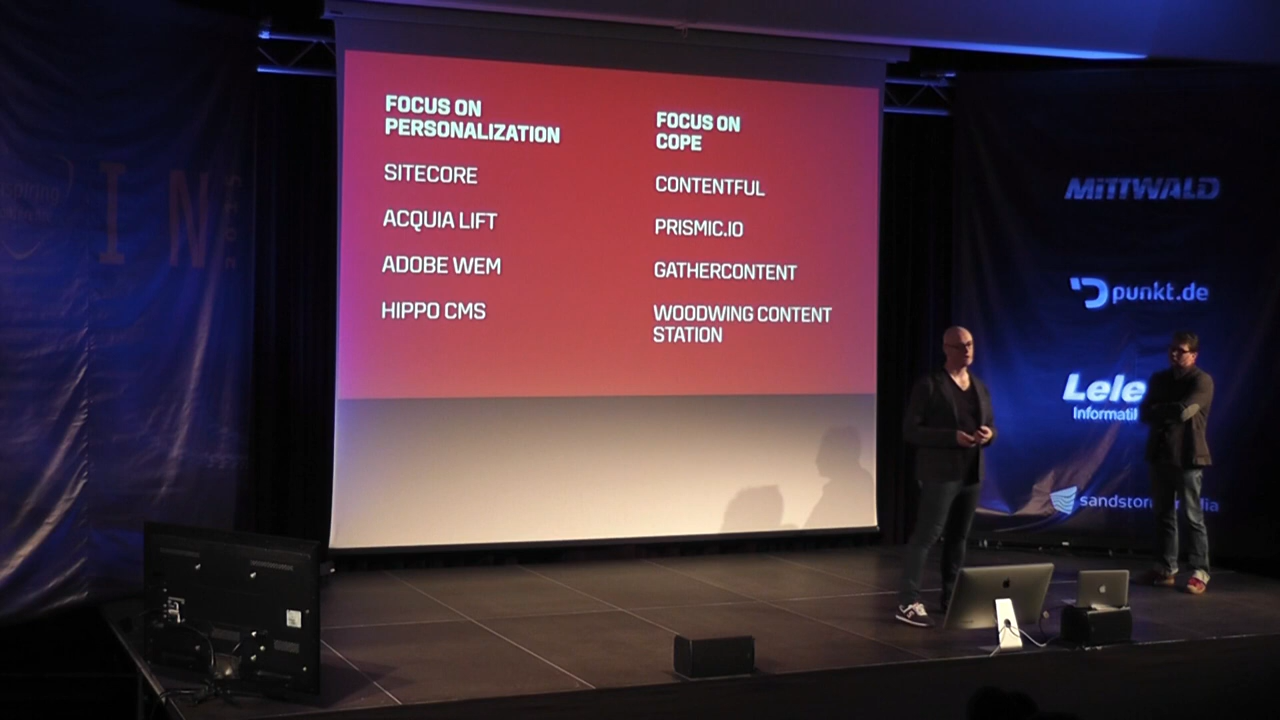 FOCUS ON
PERSONALIZATION
SITECORE
ACQUIA LIFT
ADOBE WEM
HIPPO CMS
FOCUS ON
COPE
CONTENTFUL
PRISMIC.IO
GATHERCONTENT
WOODWING CONTENT
STATION
MITTWALD
punkt.de
Lele
Informati
sandstor
I N